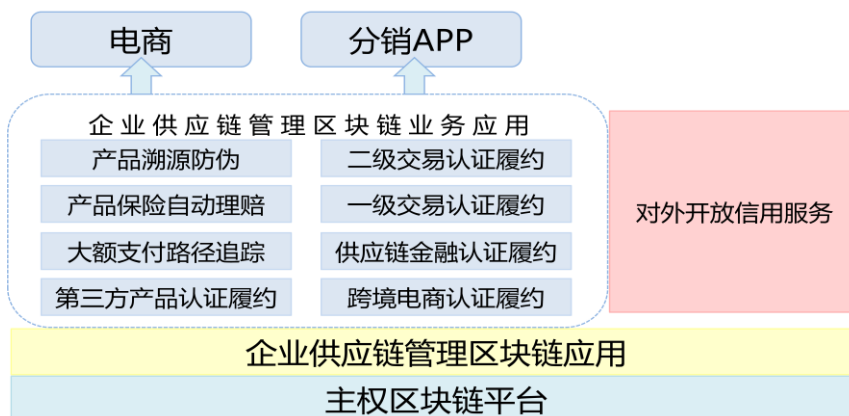 电商
分销APP
企业供应链管理区块链业务应用
产品溯源防伪
二级交易认证履约
产品保险自动理赔
一级交易认证履约
大额支付路径追踪
供应链金融认证履约
第三方产品认证履约
跨境电商认证履约
对外开放信用服务
企业供应链管理区块链应用
主权区块链平台